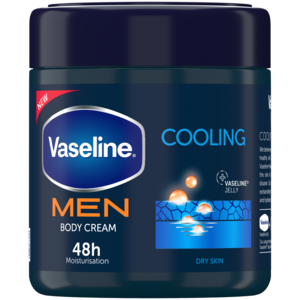 NEW
Vaseline®
COOLING
MEN
BODY CREAM
48h
Moisturisation
VASELINE®
JELLY
DRY SKIN